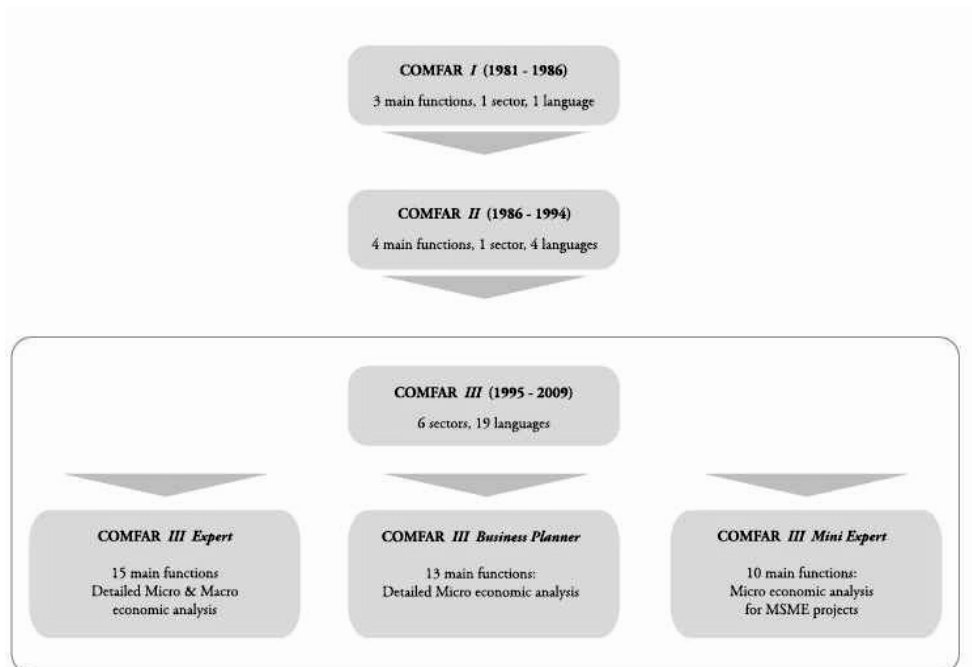 COMFAR I (1981 - 1986)
3 main functions, 1 sector, 1 language
COMFAR II (1986 - 1994)
4 main functions, 1 sector, 4 languages
COMFAR III (1995 - 2009)
6 sectors, 19 languages
COMFAR III Expert
15 main functions
Detailed Micro & Macro
economic analysis
COMFAR III Business Planner
13 main functions:
Detailed Micro economic analysis
COMFAR III Mini Expert
10 main functions:
Micro economic analysis
for MSME projects